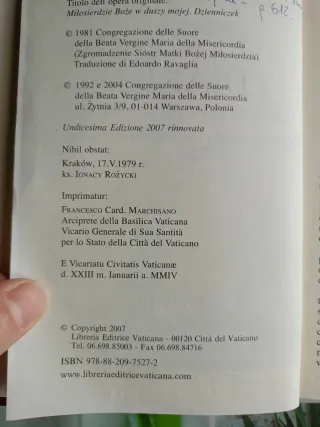 Titolo dell'opera originale:
Miłosierdzie Boże w duszy mojej. Dzienniczek
p 612
© 1981 Congregazione delle Suore
della Beata Vergine Maria della Misericordia
(Zgromadzenie Sióstr Matki Bożej Miłosierdzia)
Traduzione di Edoardo Ravaglia
© 1992 e 2004 Congregazione delle Suore
della Beata Vergine Maria della Misericordia
ul. Żytnia 3/9, 01-014 Warszawa, Polonia
Undicesima Edizione 2007 rinnovata
Nihil obstat:
Kraków, 17.V.1979 r.
ks. IGNACY RÓŻYCKI
Imprimatur:
FRANCESCO Card. MARCHISANO
Arciprete della Basilica Vaticana
Vicario Generale di Sua Santità
per lo Stato della Città del Vaticano
E Vicariatu Civitatis Vaticanæ
d. XXIII m. Ianuarii a. MMIV
© Copyright 2007
Libreria Editrice Vaticana - 00120 Città del Vaticano
Tel. 06.698.85003 - Fax 06.698.84716
ISBN 978-88-209-7527-2
www.libreriaeditricevaticana.com